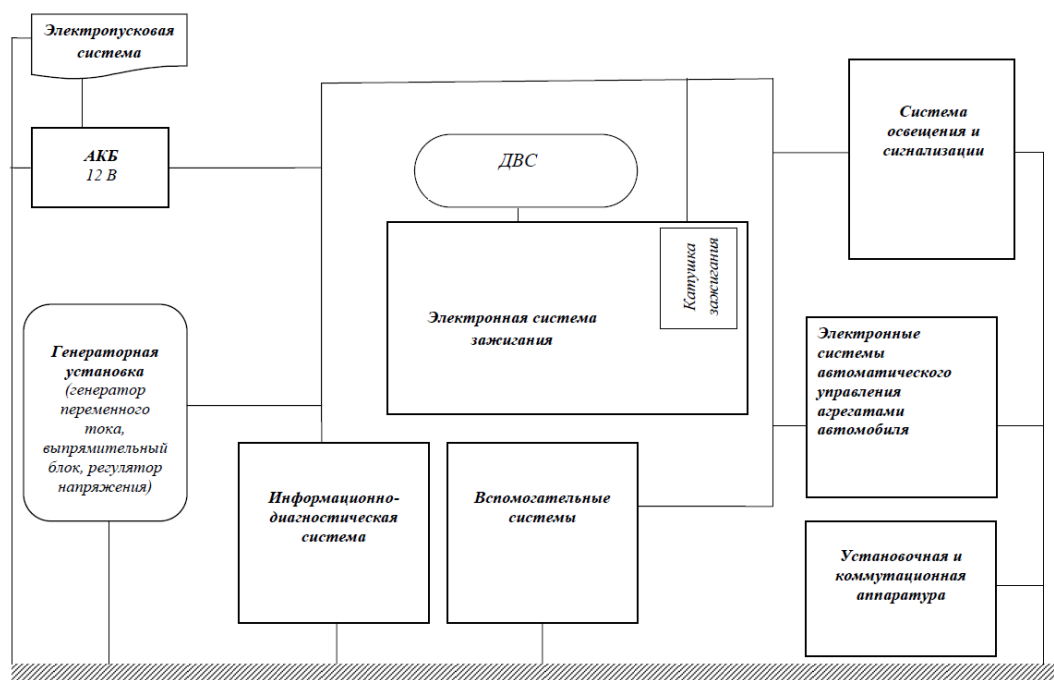 Электропусковая
система
АКБ
12 В
ДВС
Катушка
зажигания
Электронная система
зажигания
Система
освещения и
сигнализации
Генераторная
установка
(генератор
переменного
тока,
выпрямительный
блок, регулятор
напряжения)
Электронные
системы
автоматического
управления
агрегатами
автомобиля
Информационно-
диагностическая
система
Вспомогательные
системы
Установочная и
коммутационная
аппаратура